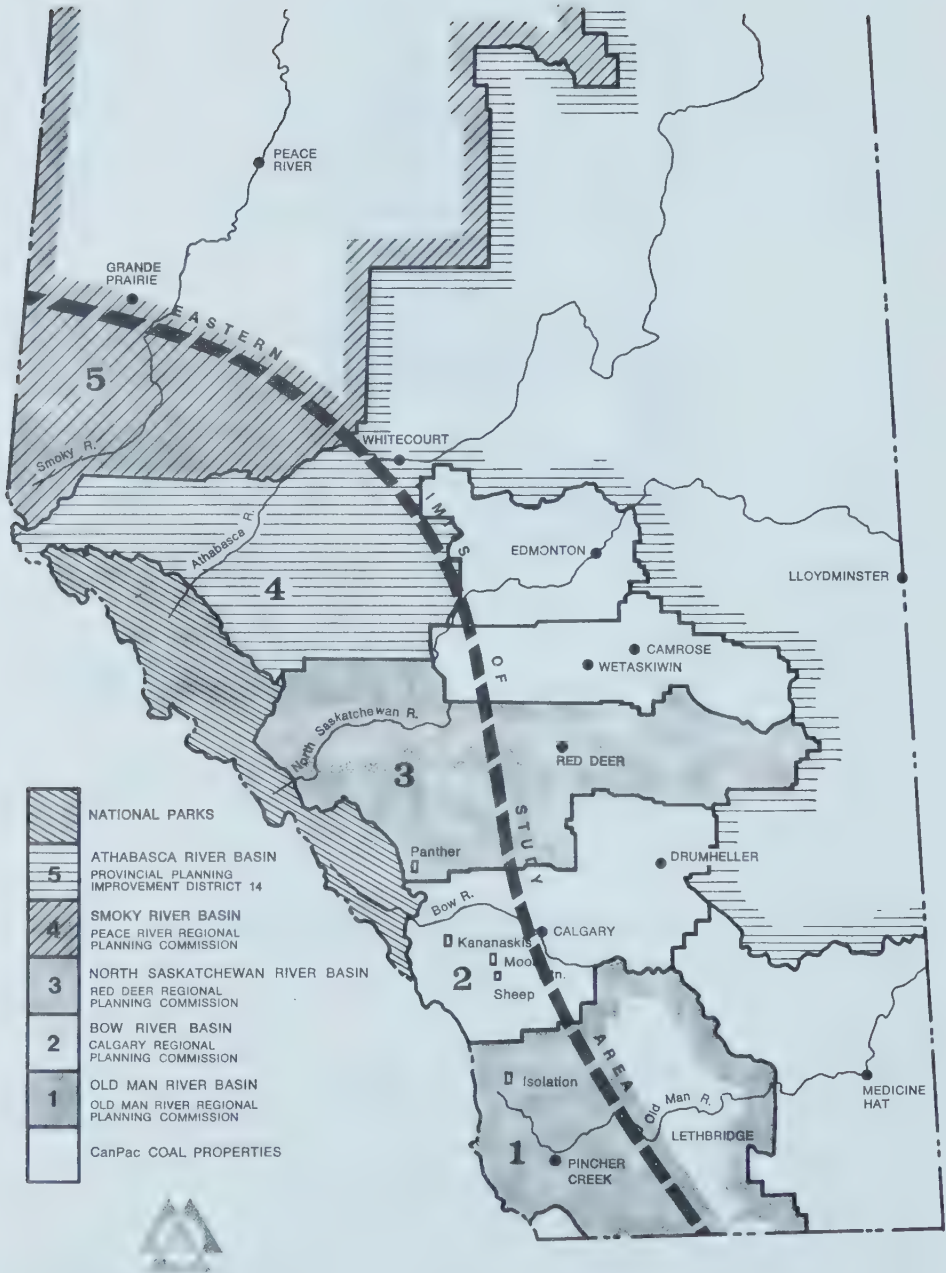 PEACE
RIVER
GRANDE
PRAIRIE
EASTERN
5
Smoky R.
WHITECOURT
Athabasca R.
LIMITS
EDMONTON
LLOYDMINSTER
4
CAMROSE
WETASKIWIN
OF
North Saskatchewan R.
RED DEER
3
STUDY
Panther
DRUMHELLER
Bow R.
CALGARY
Kananaskis
Moo
tn.
2
Sheep
AREA
Isolation
Old Man R.
MEDICINE
HAT
LETHBRIDGE
1
PINCHER
CREEK
NATIONAL PARKS
5
ATHABASCA RIVER BASIN
PROVINCIAL PLANNING
IMPROVEMENT DISTRICT 14
4
SMOKY RIVER BASIN
PEACE RIVER REGIONAL
PLANNING COMMISSION
3
NORTH SASKATCHEWAN RIVER BASIN
RED DEER REGIONAL
PLANNING COMMISSION
2
BOW RIVER BASIN
CALGARY REGIONAL
PLANNING COMMISSION
1
OLD MAN RIVER BASIN
OLD MAN RIVER REGIONAL
PLANNING COMMISSION
CanPac COAL PROPERTIES